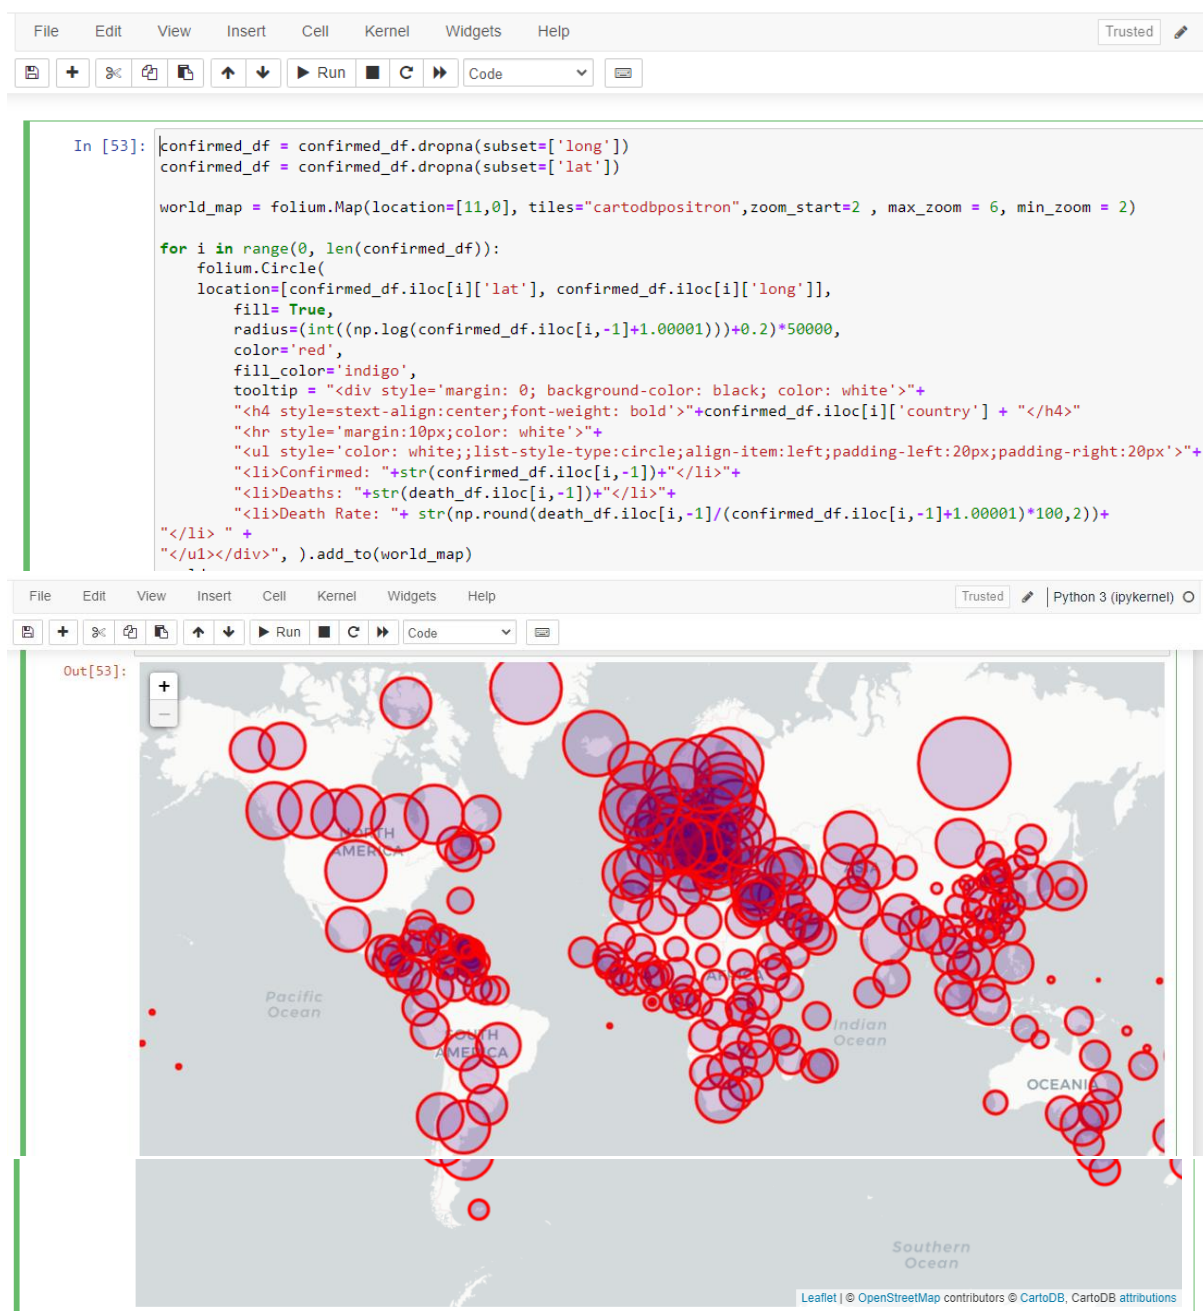 File Edit View Insert Cell Kernel Widgets Help Trusted
Run Code
In [53]: confirmed_df = confirmed_df.dropna(subset=['long'])
confirmed_df = confirmed_df.dropna(subset=['lat'])
world_map = folium.Map(location=[11,0], tiles="cartodbpositron",zoom_start=2 , max_zoom = 6, min_zoom = 2)
for i in range(0, len(confirmed_df)):
    folium.Circle(
    location=[confirmed_df.iloc[i]['lat'], confirmed_df.iloc[i]['long']],
        fill= True,
        radius=(int((np.log(confirmed_df.iloc[i,-1]+1.00001)))+0.2)*50000,
        color='red',
        fill_color='indigo',
        tooltip = "<div style='margin: 0; background-color: black; color: white'>"+
        "<h4 style=stext-align:center;font-weight: bold'>"+confirmed_df.iloc[i]['country'] + "</h4>"
        "<hr style='margin:10px;color: white'>"+
        "<ul style='color: white;;list-style-type:circle;align-item:left;padding-left:20px;padding-right:20px'>"+
        "<li>Confirmed: "+str(confirmed_df.iloc[i,-1])+"</li>"+
        "<li>Deaths: "+str(death_df.iloc[i,-1])+"</li>"+
        "<li>Death Rate: "+ str(np.round(death_df.iloc[i,-1]/(confirmed_df.iloc[i,-1]+1.00001)*100,2))+
"</li> " +
"</ul></div>", ).add_to(world_map)
File Edit View Insert Cell Kernel Widgets Help Trusted Python 3 (ipykernel)
Run Code
Out[53]:
+
−
NORTH
AMERICA
ASIA
AFRICA
Pacific
Ocean
Indian
Ocean
SOUTH
AMERICA
OCEANIA
Southern
Ocean
Leaflet | © OpenStreetMap contributors © CartoDB, CartoDB attributions